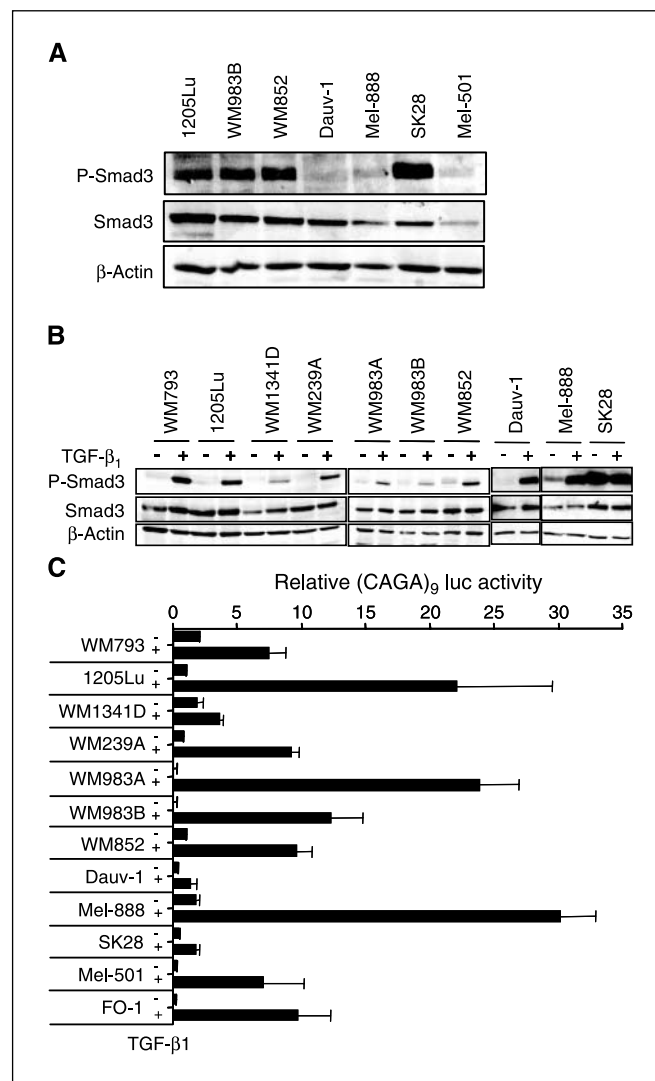 A
1205Lu
WM983B
WM852
Dauv-1
Mel-888
SK28
Mel-501
P-Smad3
Smad3
β-Actin
B
WM793
1205Lu
WM1341D
WM239A
WM983A
WM983B
WM852
Dauv-1
Mel-888
SK28
TGF-β1 - + - + - + - + - + - + - + - + - + - +
P-Smad3
Smad3
β-Actin
C
Relative (CAGA)9 luc activity
0 5 10 15 20 25 30 35
WM793 - +
1205Lu - +
WM1341D - +
WM239A - +
WM983A - +
WM983B - +
WM852 - +
Dauv-1 - +
Mel-888 - +
SK28 - +
Mel-501 - +
FO-1 - +
TGF-β1